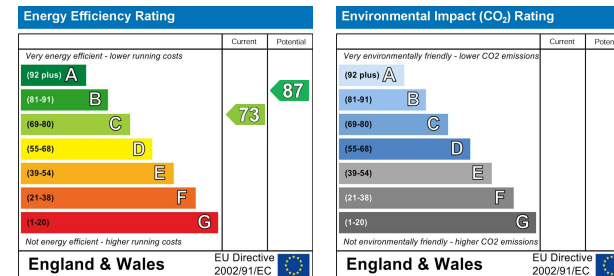 Energy Efficiency Rating
Current Potential
Very energy efficient - lower running costs
(92 plus) A
(81-91) B
(69-80) C
(55-68) D
(39-54) E
(21-38) F
(1-20) G
73
87
Not energy efficient - higher running costs
England & Wales
EU Directive
2002/91/EC
Environmental Impact (CO2) Rating
Current Poten
Very environmentally friendly - lower CO2 emissions
(92 plus) A
(81-91) B
(69-80) C
(55-68) D
(39-54) E
(21-38) F
(1-20) G
Not environmentally friendly - higher CO2 emissions
England & Wales
EU Directive
2002/91/EC